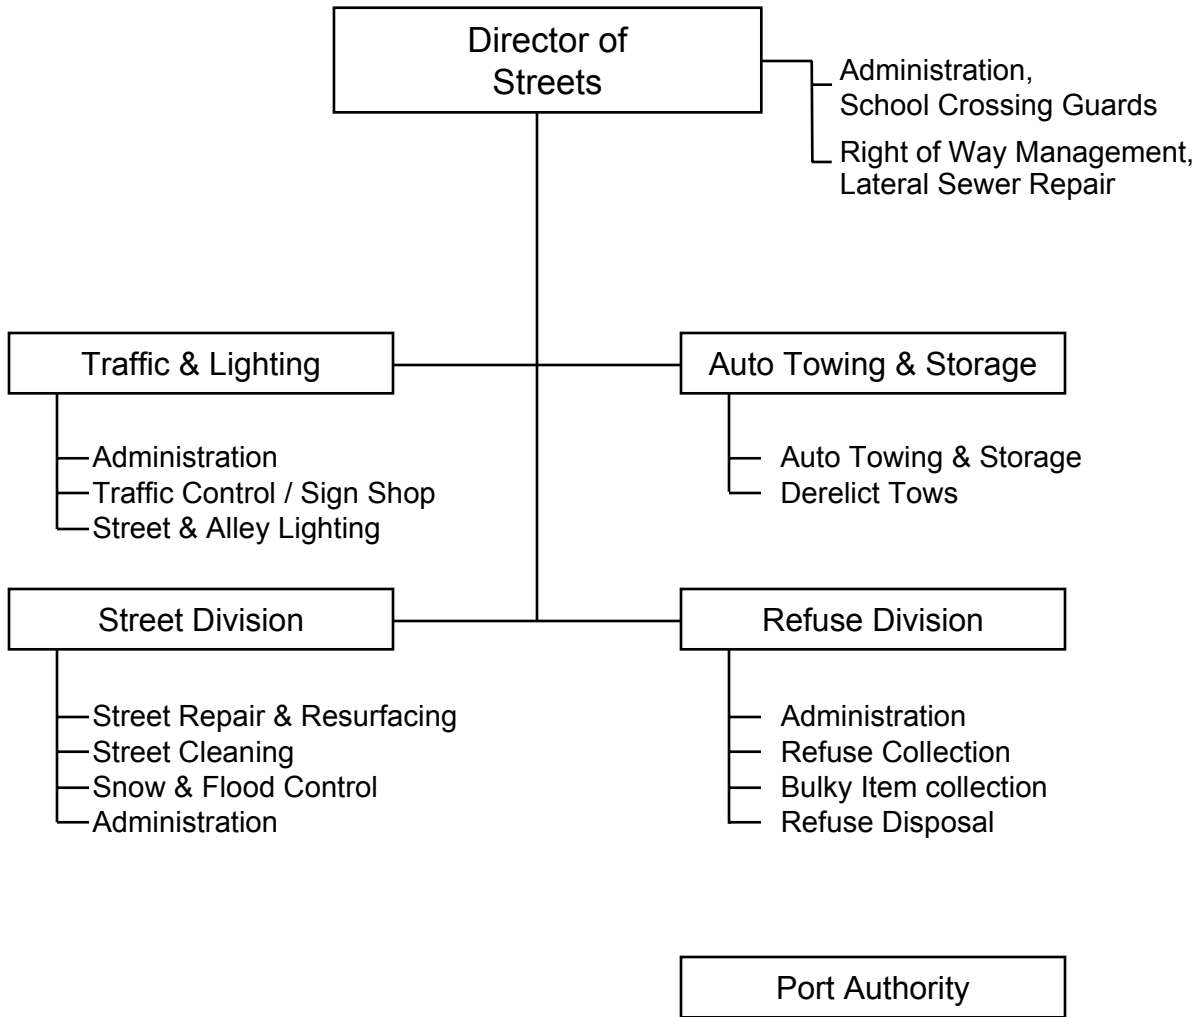 Director of
Streets
Administration,
School Crossing Guards
Right of Way Management,
Lateral Sewer Repair
Traffic & Lighting
Administration
Traffic Control / Sign Shop
Street & Alley Lighting
Auto Towing & Storage
Auto Towing & Storage
Derelict Tows
Street Division
Street Repair & Resurfacing
Street Cleaning
Snow & Flood Control
Administration
Refuse Division
Administration
Refuse Collection
Bulky Item collection
Refuse Disposal
Port Authority